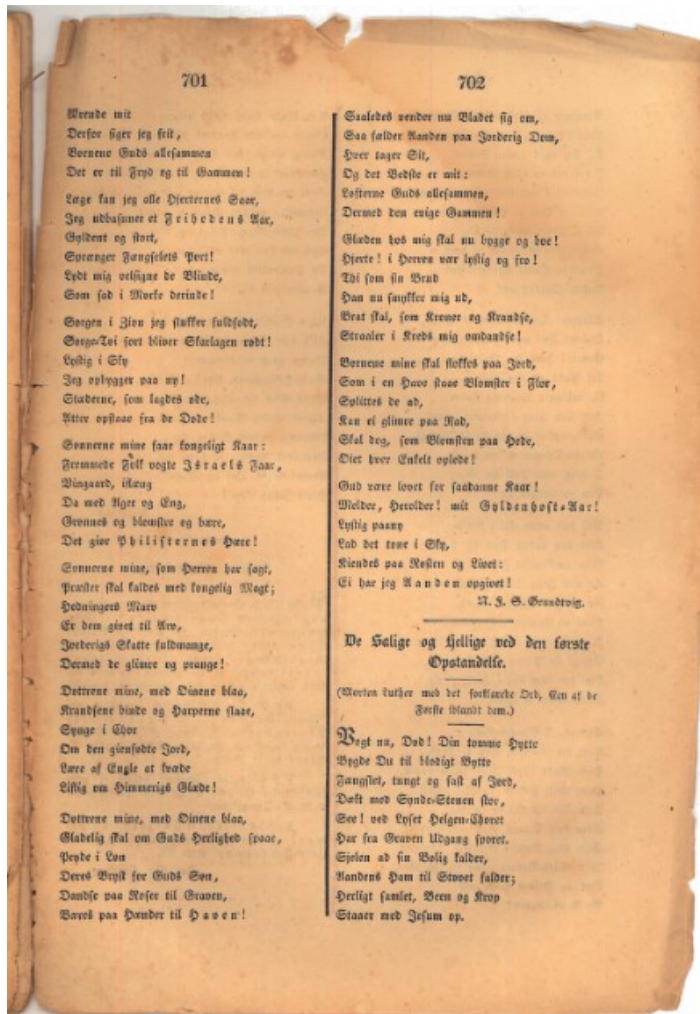 701
Ærende mit
Derfor siger jeg frit,
Bornene Guds allesammen
Det er til Fryd og til Gammen!
Læge kan jeg alle Hjerternes Saar,
Jeg udbasuner et Frihedens Aar,
Gyldent og stort,
Sprænger Fængselets Port!
Lydt mig velsigne de Blinde,
Som sad i Mørke derinde!
Sorgen i Zion jeg slukker fuldfødt,
Sørge-Tøi sort bliver Skarlagen rødt!
Lystig i Sky
Jeg opbygger paa ny!
Stæderne, som lagdes øde,
Atter opstaae fra de Døde!
Sønnerne mine faae kongeligt Kaar:
Fremmede Folk vogte Israels Faar,
Viingaard, islæng
Da med Ager og Eng,
Grønnes og blomstre og bære,
Det giør Philisternes Hære!
Sønnerne mine, som Herren har sagt,
Præster skal kaldes med kongelig Magt;
Hedningers Marv
Er dem givet til Arv,
Jorderigs Skatte fuldmange,
Dermed de glimre og prange!
Døttrene mine, med Øinene blaa,
Krandsene binde og Harperne slaae,
Synge i Chor
Om den gienfødte Jord,
Lære af Engle at kvæde
Liflig om Himmerigs Glæde!
Døttrene mine, med Øinene blaa,
Gladelig skal om Guds Herlighed spaae,
Pryde i Løn
Deres Bryst for Guds Søn,
Dandse paa Roser til Graven,
Bæres paa Hænder til Haven!
702
Saaledes vender nu Bladet sig om,
Saa fælder Aanden paa Jorderig Dom,
Hver tager Sit,
Og det Bedste er mit:
Løfterne Guds allesammen,
Dermed den evige Gammen!
Glæden hos mig skal nu bygge og boe!
Hjerte! i Herren vær lystig og fro!
Thi som sin Brud
Han nu smykker mig ud,
Brat skal, som Kroner og Krandse,
Straaler i Kreds mig omdandse!
Børnene mine skal flokkes paa Jord,
Som i en Have staae Blomster i Flor,
Splittes de ad,
Kan ei glimre paa Rad,
Skal dog, som Blomsten paa Hede,
Øiet hver Enkelt oplede!
Gud være lovet for saadanne Kaar!
Melder, Herolder! mit Gyldenhøst-Aar!
Lystig paany
Lad det tone i Sky,
Kiendes paa Røsten og Livet:
Ei har jeg Aanden opgivet!
N. F. S. Grundtvig.
De Salige og Hellige ved den første
Opstandelse.
(Morten Luther med det forklarede Ord, Een af de
Første iblandt dem.)
Vogt nu, Død! Din tomme Hytte
Bygde Du til blodigt Bytte
Fængslet, tungt og fast af Jord,
Dækt med Synde-Stenen stor,
See! ved Lyset Helgen-Choret
Har fra Graven Udgang sporet.
Sjelen ad sin Bolig kalder,
Aandens Ham til Støvet falder;
Herligt samlet, Been og Krop
Staaer med Jesum op.